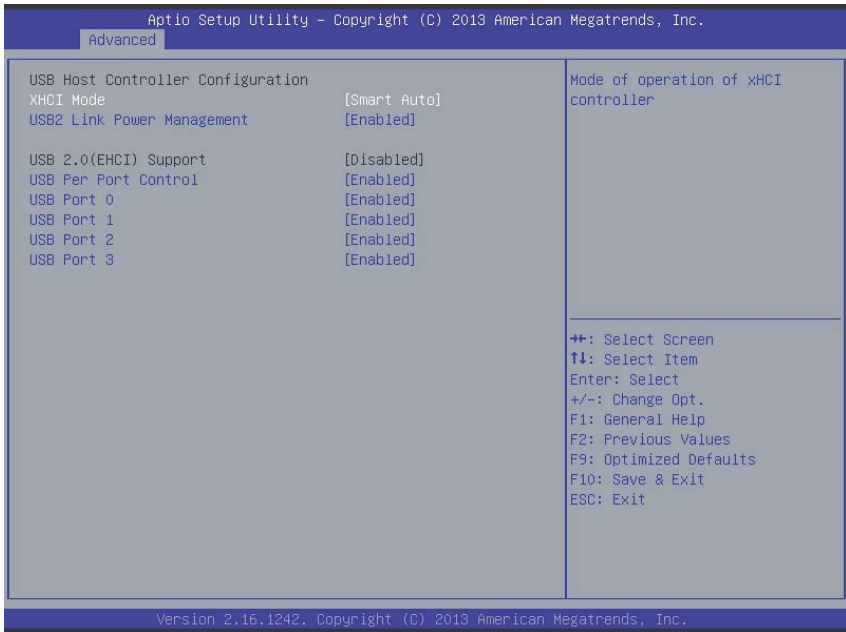 Aptio Setup Utility – Copyright (C) 2013 American Megatrends, Inc.
Advanced
USB Host Controller Configuration
XHCI Mode [Smart Auto]
USB2 Link Power Management [Enabled]
USB 2.0(EHCI) Support [Disabled]
USB Per Port Control [Enabled]
USB Port 0 [Enabled]
USB Port 1 [Enabled]
USB Port 2 [Enabled]
USB Port 3 [Enabled]
Mode of operation of xHCI
controller
→←: Select Screen
↑↓: Select Item
Enter: Select
+/-: Change Opt.
F1: General Help
F2: Previous Values
F9: Optimized Defaults
F10: Save & Exit
ESC: Exit
Version 2.16.1242. Copyright (C) 2013 American Megatrends, Inc.